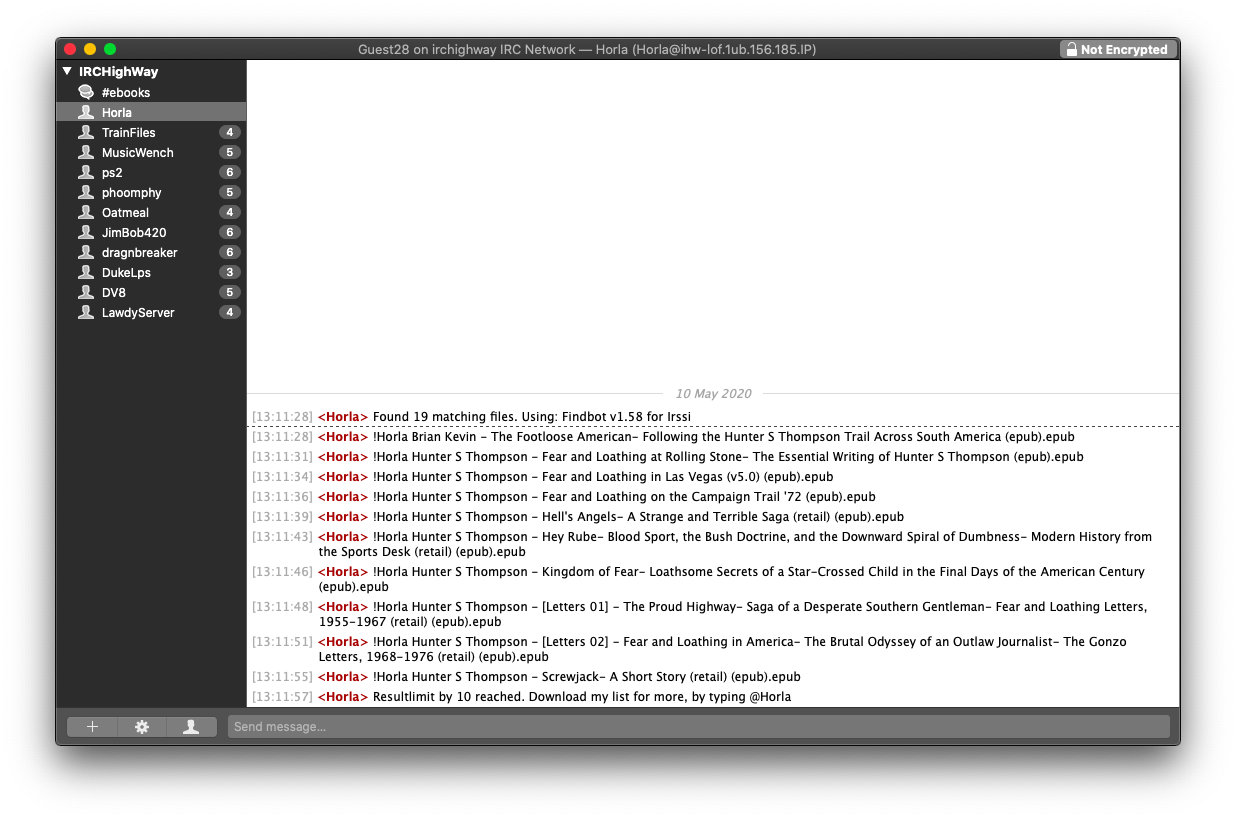 Guest28 on irchighway IRC Network — Horla (Horla@ihw-lof.1ub.156.185.IP)
Not Encrypted
IRCHighWay
#ebooks
Horla
TrainFiles 4
MusicWench 5
ps2 6
phoomphy 5
Oatmeal 4
JimBob420 6
dragnbreaker 6
DukeLps 3
DV8 5
LawdyServer 4
10 May 2020
[13:11:28] <Horla> Found 19 matching files. Using: Findbot v1.58 for Irssi
[13:11:28] <Horla> !Horla Brian Kevin - The Footloose American- Following the Hunter S Thompson Trail Across South America (epub).epub
[13:11:31] <Horla> !Horla Hunter S Thompson - Fear and Loathing at Rolling Stone- The Essential Writing of Hunter S Thompson (epub).epub
[13:11:34] <Horla> !Horla Hunter S Thompson - Fear and Loathing in Las Vegas (v5.0) (epub).epub
[13:11:36] <Horla> !Horla Hunter S Thompson - Fear and Loathing on the Campaign Trail '72 (epub).epub
[13:11:39] <Horla> !Horla Hunter S Thompson - Hell's Angels- A Strange and Terrible Saga (retail) (epub).epub
[13:11:43] <Horla> !Horla Hunter S Thompson - Hey Rube- Blood Sport, the Bush Doctrine, and the Downward Spiral of Dumbness- Modern History from
the Sports Desk (retail) (epub).epub
[13:11:46] <Horla> !Horla Hunter S Thompson - Kingdom of Fear- Loathsome Secrets of a Star-Crossed Child in the Final Days of the American Century
(epub).epub
[13:11:48] <Horla> !Horla Hunter S Thompson - [Letters 01] - The Proud Highway- Saga of a Desperate Southern Gentleman- Fear and Loathing Letters,
1955-1967 (retail) (epub).epub
[13:11:51] <Horla> !Horla Hunter S Thompson - [Letters 02] - Fear and Loathing in America- The Brutal Odyssey of an Outlaw Journalist- The Gonzo
Letters, 1968-1976 (retail) (epub).epub
[13:11:55] <Horla> !Horla Hunter S Thompson - Screwjack- A Short Story (retail) (epub).epub
[13:11:57] <Horla> Resultlimit by 10 reached. Download my list for more, by typing @Horla
Send message...